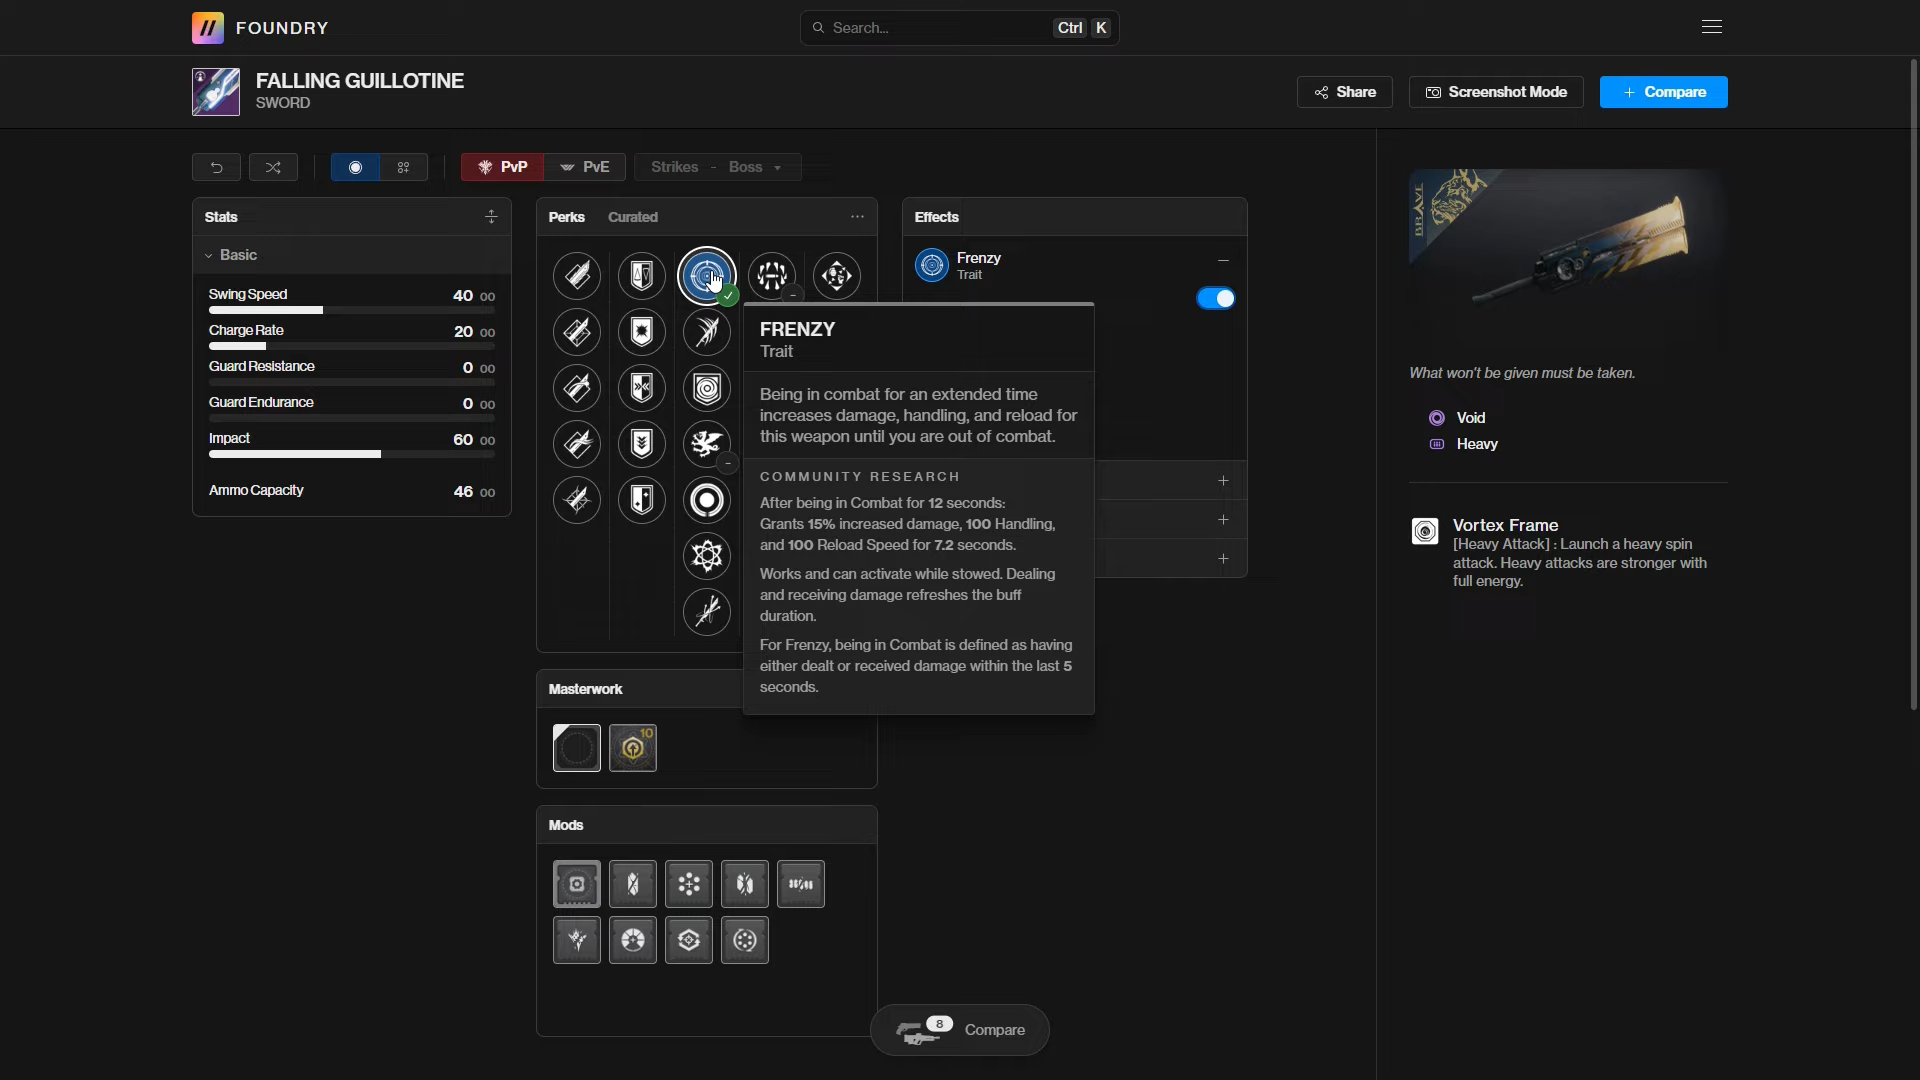 FOUNDRY
Search...
Ctrl K
FALLING GUILLOTINE
SWORD
Share
Screenshot Mode
Compare
PvP
PvE
Strikes - Boss
Stats
Basic
Swing Speed 40
Charge Rate 20
Guard Resistance 0
Guard Endurance 0
Impact 60
Ammo Capacity 46
Perks
Curated
Effects
Frenzy
Trait
FRENZY
Trait
Being in combat for an extended time
increases damage, handling, and reload for
this weapon until you are out of combat.
COMMUNITY RESEARCH
After being in Combat for 12 seconds:
Grants 15% increased damage, 100 Handling,
and 100 Reload Speed for 7.2 seconds.
Works and can activate while stowed. Dealing
and receiving damage refreshes the buff
duration.
For Frenzy, being in Combat is defined as having
either dealt or received damage within the last 5
seconds.
Masterwork
10
Mods
8
Compare
BRAVE
What won't be given must be taken.
Void
Heavy
Vortex Frame
[Heavy Attack] : Launch a heavy spin
attack. Heavy attacks are stronger with
full energy.